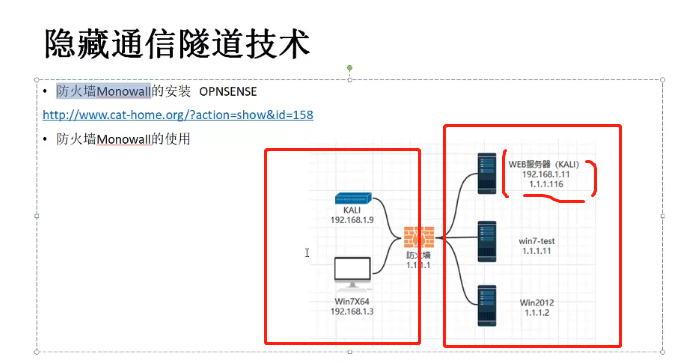 隐藏通信隧道技术
• 防火墙Monowall的安装 OPNSENSE
http://www.cat-home.org/?action=show&id=158
• 防火墙Monowall的使用
WEB服务器（KALI）
192.168.1.11
1.1.1.116
KALI
192.168.1.9
防火墙
1.1.1.1
win7-test
1.1.1.11
Win7X64
192.168.1.3
Win2012
1.1.1.2